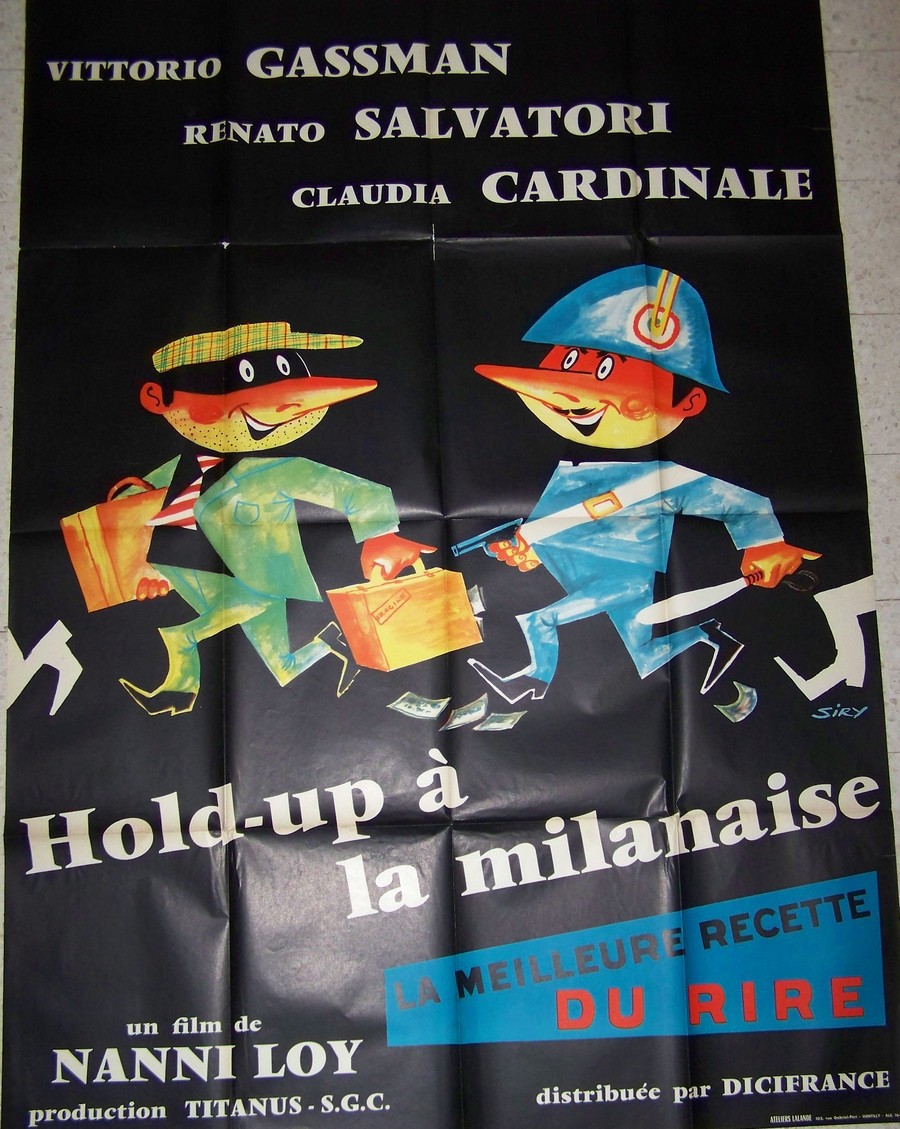 VITTORIO GASSMAN
RENATO SALVATORI
CLAUDIA CARDINALE
FRAGILE
SiRY
Hold-up à
la milanaise
LA MEILLEURE RECETTE
DU RIRE
un film de
NANNI LOY
production TITANUS - S.G.C.
distribuée par DICIFRANCE
ATELIERS LALANDE